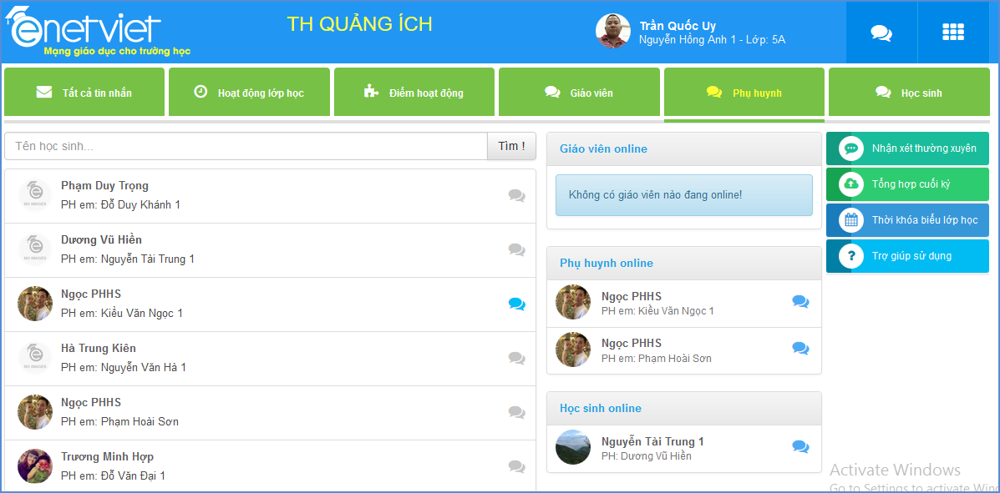 enetviet
Mạng giáo dục cho trường học
TH QUẢNG ÍCH
Trần Quốc Uy
Nguyễn Hồng Anh 1 - Lớp: 5A
Tất cả tin nhắn
Hoạt động lớp học
Điểm hoạt động
Giáo viên
Phụ huynh
Học sinh
Tên học sinh...
Tìm !
Phạm Duy Trọng
PH em: Đỗ Duy Khánh 1
Dương Vũ Hiền
PH em: Nguyễn Tài Trung 1
Ngọc PHHS
PH em: Kiều Văn Ngọc 1
Hà Trung Kiên
PH em: Nguyễn Văn Hà 1
Ngọc PHHS
PH em: Phạm Hoài Sơn
Trương Minh Hợp
PH em: Đỗ Văn Đại 1
Giáo viên online
Không có giáo viên nào đang online!
Phụ huynh online
Ngọc PHHS
PH em: Kiều Văn Ngọc 1
Ngọc PHHS
PH em: Phạm Hoài Sơn
Học sinh online
Nguyễn Tài Trung 1
PH: Dương Vũ Hiền
Nhận xét thường xuyên
Tổng hợp cuối kỳ
Thời khóa biểu lớp học
Trợ giúp sử dụng
NO IMAGES
NO IMAGES
NO IMAGES
Activate Windows
Go to Settings to activate Win